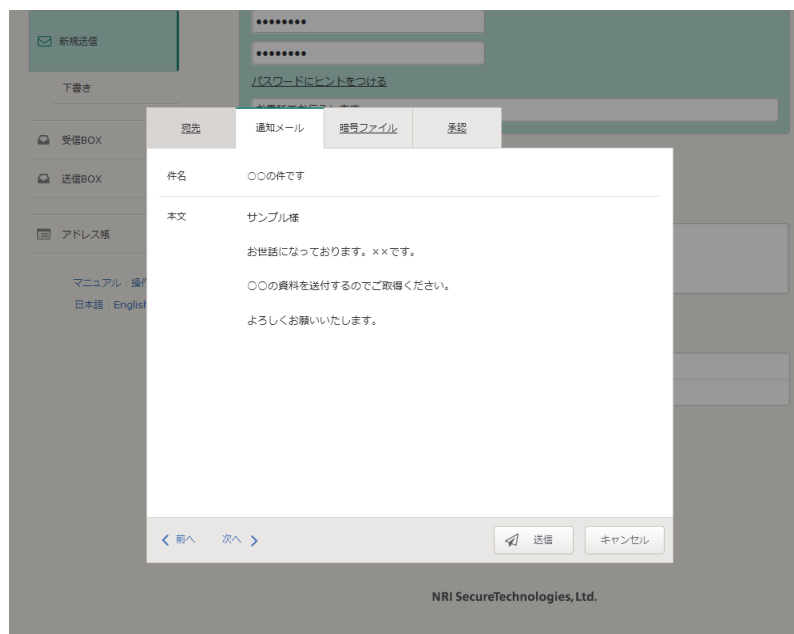 ••••••••
新規送信
••••••••
パスワードにヒントをつける
下書き
宛先
通知メール
暗号ファイル
承認
受信BOX
送信BOX
アドレス帳
マニュアル
日本語 | English
件名
○○の件です
本文
サンプル様
お世話になっております。××です。
○○の資料を送付するのでご取得ください。
よろしくお願いいたします。
前へ
次へ
送信
キャンセル
NRI SecureTechnologies, Ltd.